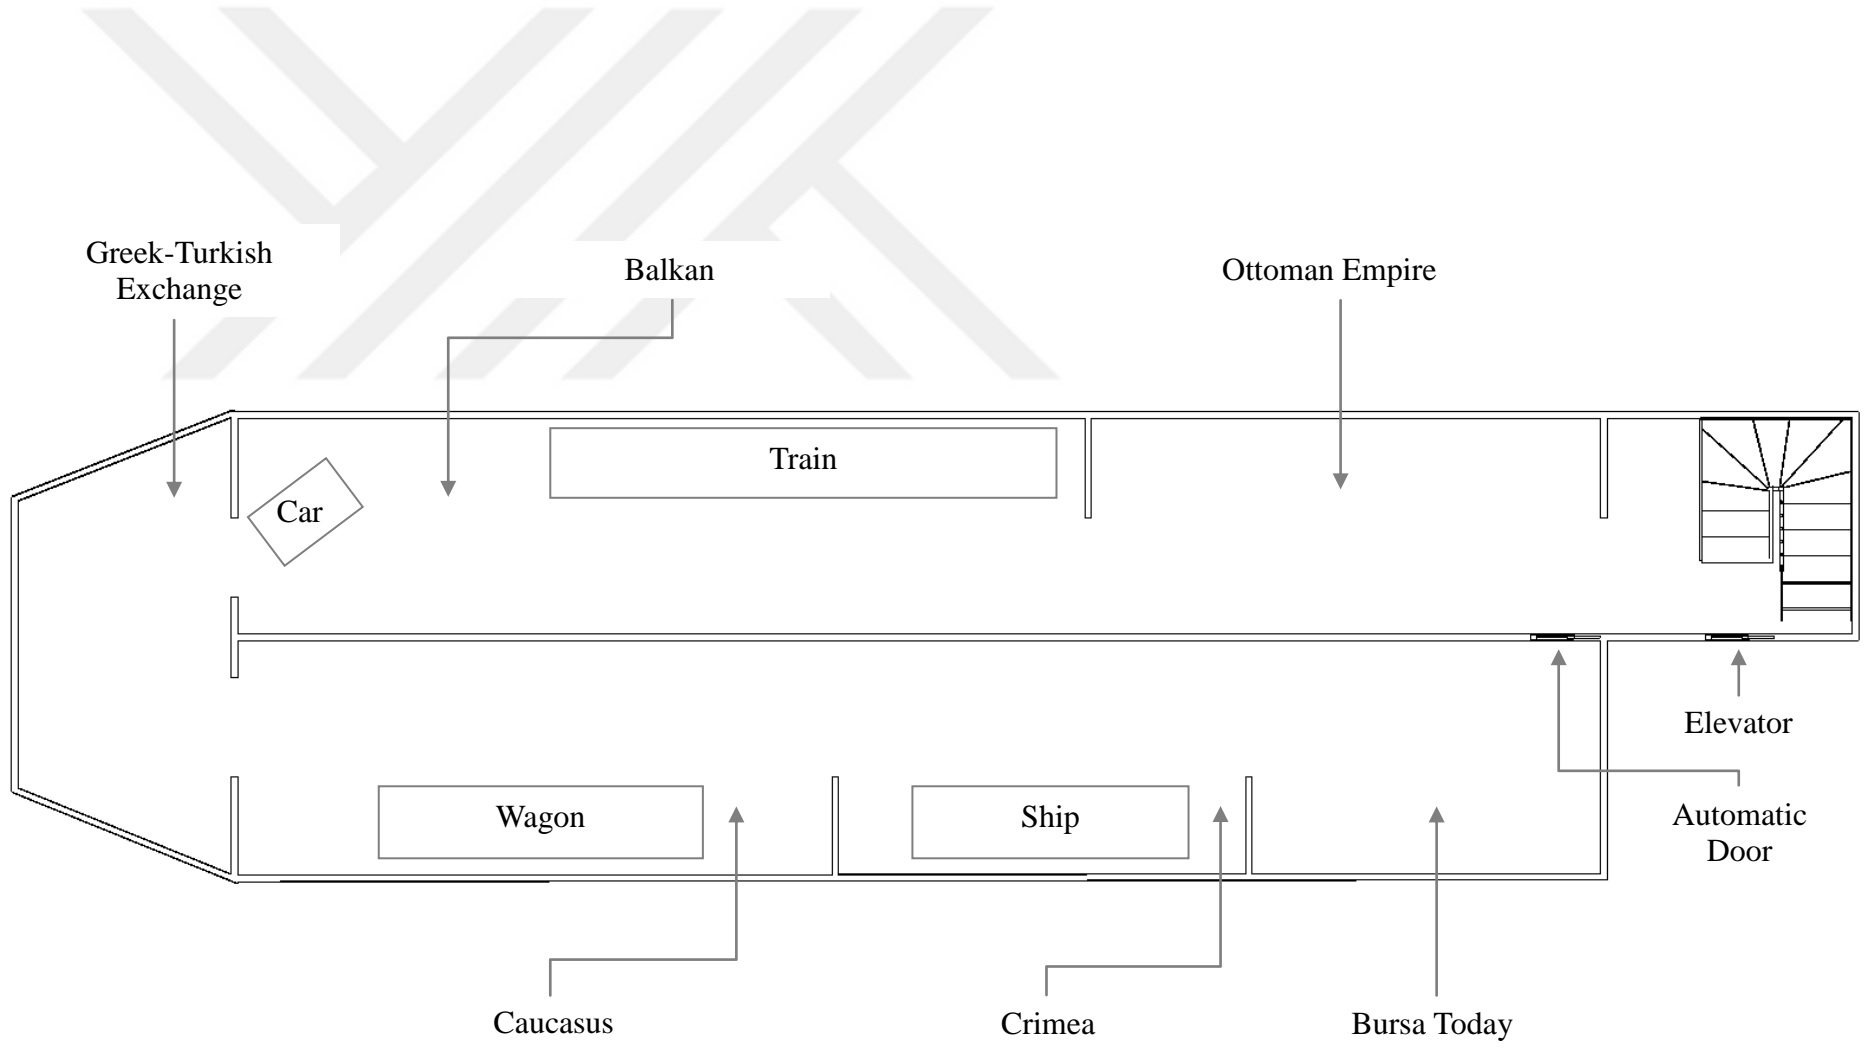 Greek-Turkish
Exchange
Balkan
Ottoman Empire
Train
Car
Elevator
Wagon
Ship
Automatic
Door
Caucasus
Crimea
Bursa Today